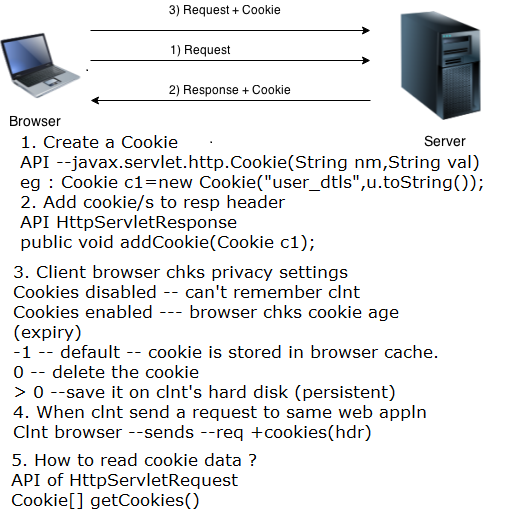 3) Request + Cookie
1) Request
2) Response + Cookie
Browser
Server
1. Create a Cookie
API --javax.servlet.http.Cookie(String nm,String val)
eg : Cookie c1=new Cookie("user_dtls",u.toString());
2. Add cookie/s to resp header
API HttpServletResponse
public void addCookie(Cookie c1);
3. Client browser chks privacy settings
Cookies disabled -- can't remember clnt
Cookies enabled --- browser chks cookie age
(expiry)
-1 -- default -- cookie is stored in browser cache.
0 -- delete the cookie
> 0 --save it on clnt's hard disk (persistent)
4. When clnt send a request to same web appln
Clnt browser --sends --req +cookies(hdr)
5. How to read cookie data ?
API of HttpServletRequest
Cookie[] getCookies()